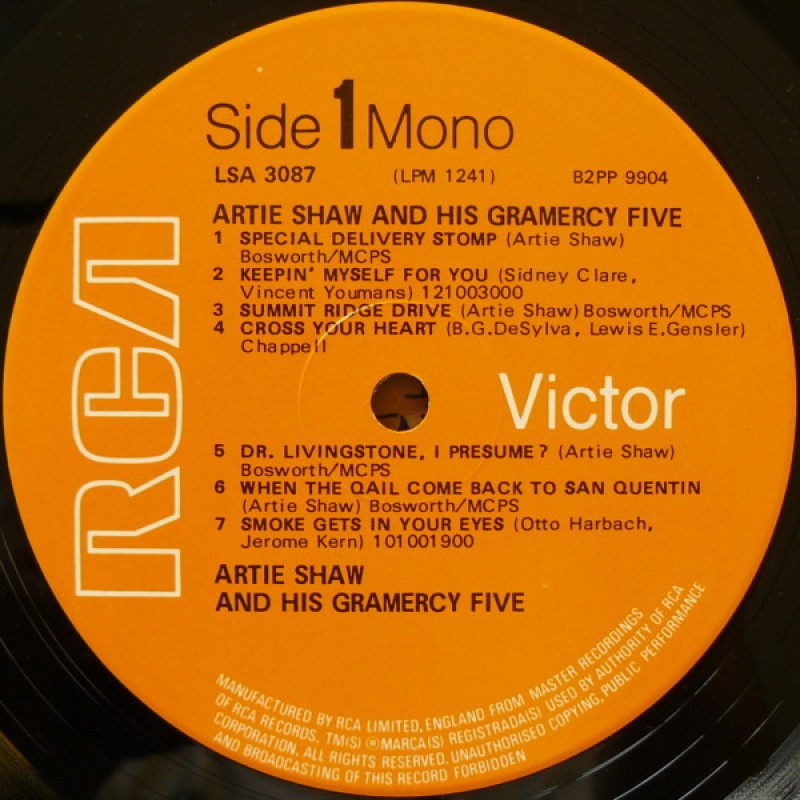 Side 1 Mono
LSA 3087 (LPM 1241) B2PP 9904
ARTIE SHAW AND HIS GRAMERCY FIVE
1 SPECIAL DELIVERY STOMP (Artie Shaw)
Bosworth/MCPS
2 KEEPIN' MYSELF FOR YOU (Sidney Clare,
Vincent Youmans) 121003000
3 SUMMIT RIDGE DRIVE (Artie Shaw) Bosworth/MCPS
4 CROSS YOUR HEART (B.G.DeSylva, Lewis E.Gensler)
Chappell
RCA
Victor
5 DR. LIVINGSTONE, I PRESUME? (Artie Shaw)
Bosworth/MCPS
6 WHEN THE QAIL COME BACK TO SAN QUENTIN
(Artie Shaw) Bosworth/MCPS
7 SMOKE GETS IN YOUR EYES (Otto Harbach,
Jerome Kern) 101001900
ARTIE SHAW
AND HIS GRAMERCY FIVE
MANUFACTURED BY RCA LIMITED, ENGLAND FROM MASTER RECORDINGS
OF RCA RECORDS. TM(S) ® MARCA(S) REGISTRADA(S) USED BY AUTHORITY OF RCA
CORPORATION. ALL RIGHTS RESERVED. UNAUTHORISED COPYING, PUBLIC PERFORMANCE
AND BROADCASTING OF THIS RECORD FORBIDDEN